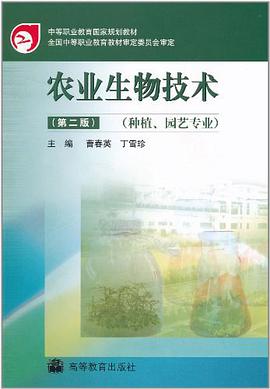 中等职业教育国家规划教材
全国中等职业教育教材审定委员会审定
农业生物技术
(第二版) (种植、园艺专业)
主 编 曹春英 丁雪珍
高等教育出版社